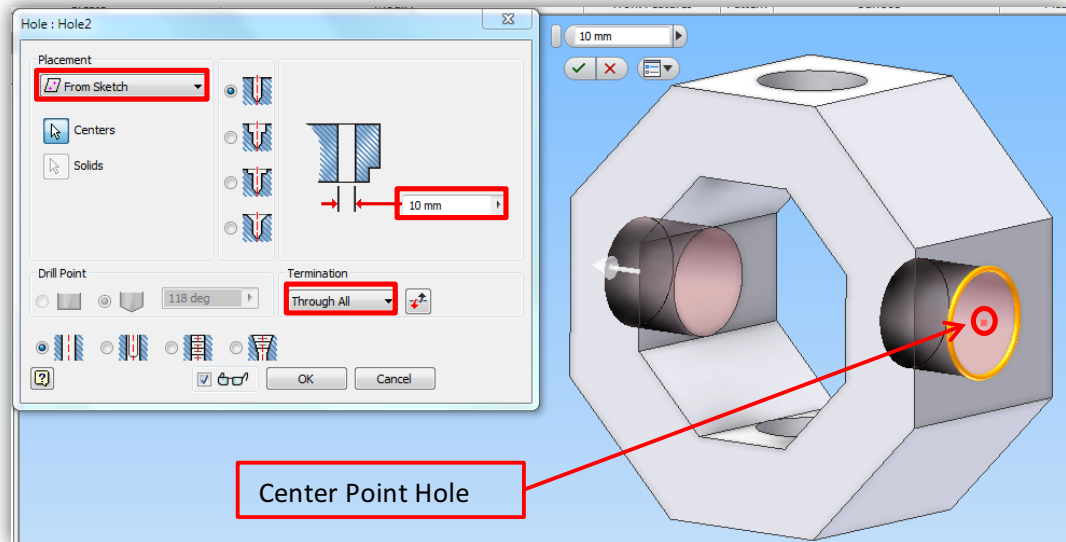 Hole : Hole2
Placement
From Sketch
Centers
Solids
10 mm
Drill Point
118 deg
Termination
Through All
OK
Cancel
10 mm
Center Point Hole